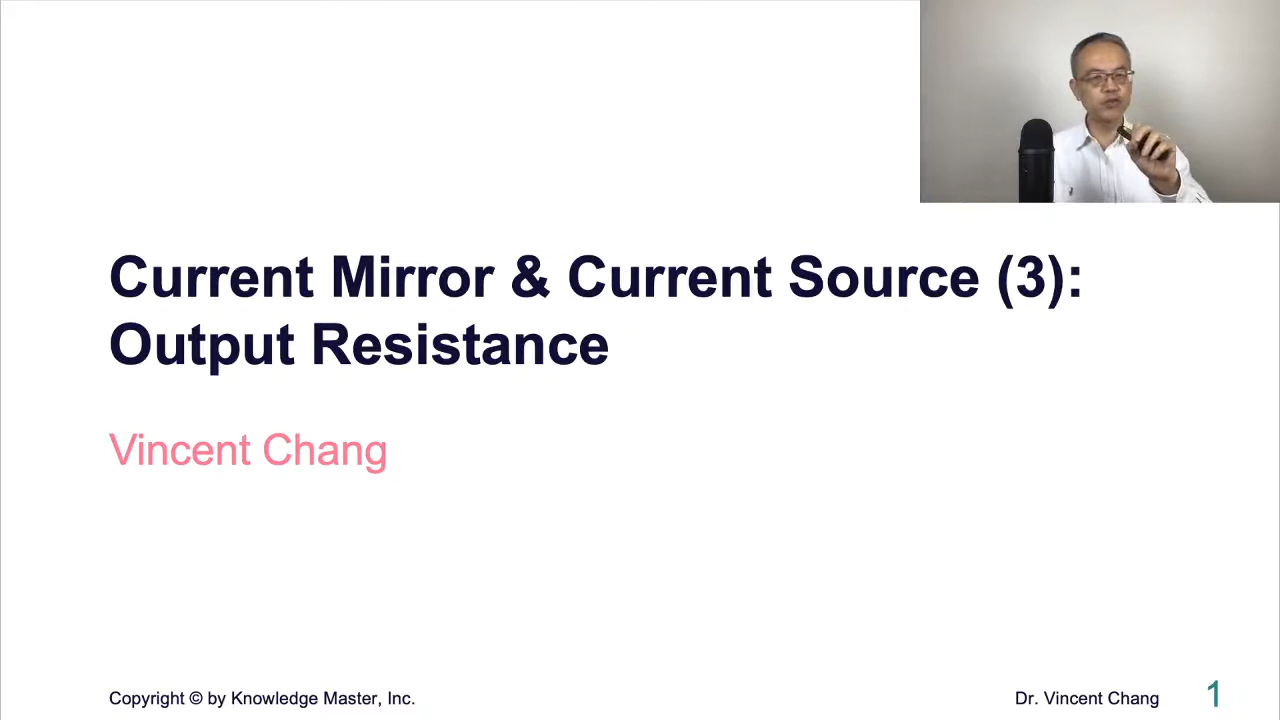 Current Mirror & Current Source (3):
Output Resistance
Vincent Chang
Copyright © by Knowledge Master, Inc.
Dr. Vincent Chang
1